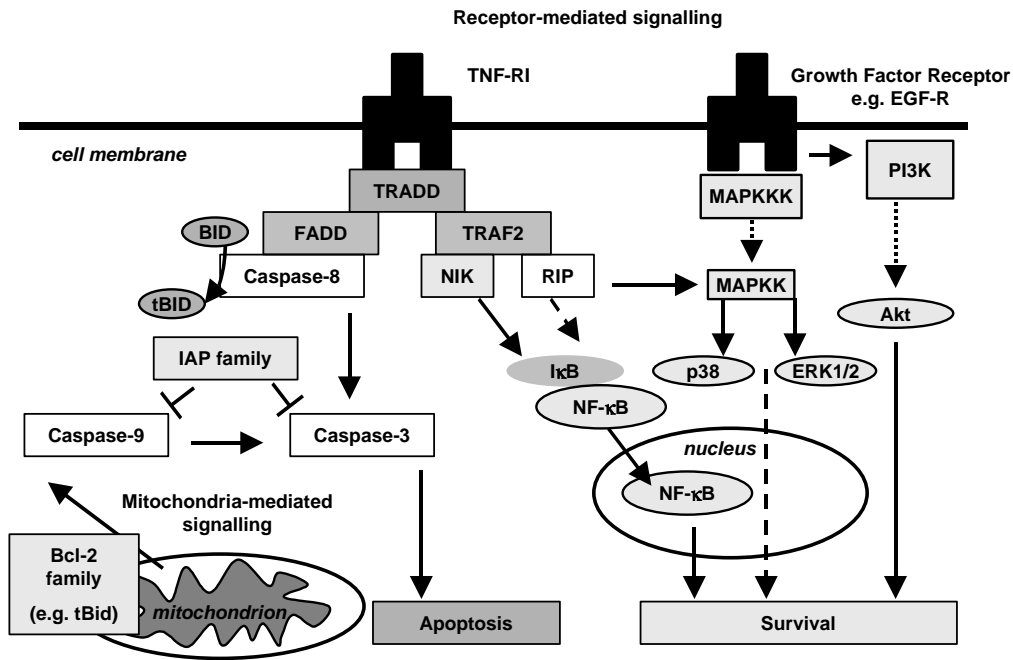 Receptor-mediated signalling
TNF-RI
Growth Factor Receptor
e.g. EGF-R
cell membrane
TRADD
MAPKKK
PI3K
BID
FADD
TRAF2
Caspase-8
NIK
RIP
MAPKK
tBID
Akt
IAP family
IκB
p38
ERK1/2
NF-κB
Caspase-9
Caspase-3
nucleus
NF-κB
Mitochondria-mediated
signalling
Bcl-2
family
(e.g. tBid)
mitochondrion
Apoptosis
Survival